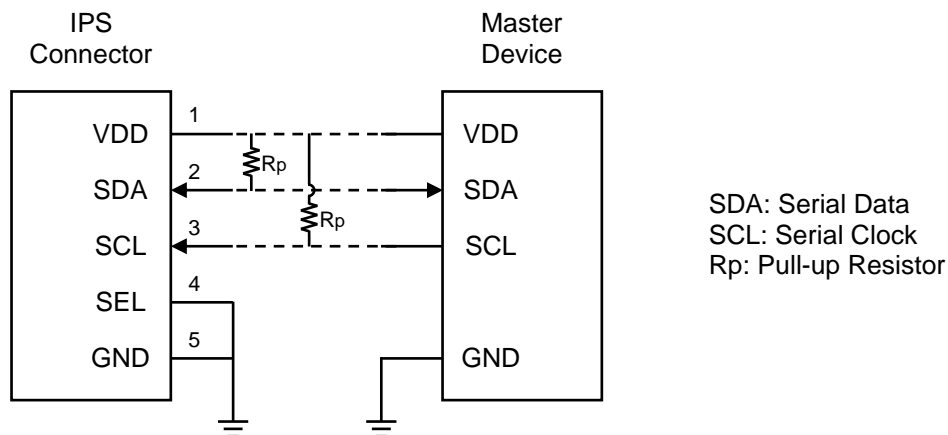 IPS
Connector
Master
Device
1
VDD
VDD
Rp
2
SDA
SDA
Rp
3
SCL
SCL
4
SEL
5
GND
GND
SDA: Serial Data
SCL: Serial Clock
Rp: Pull-up Resistor